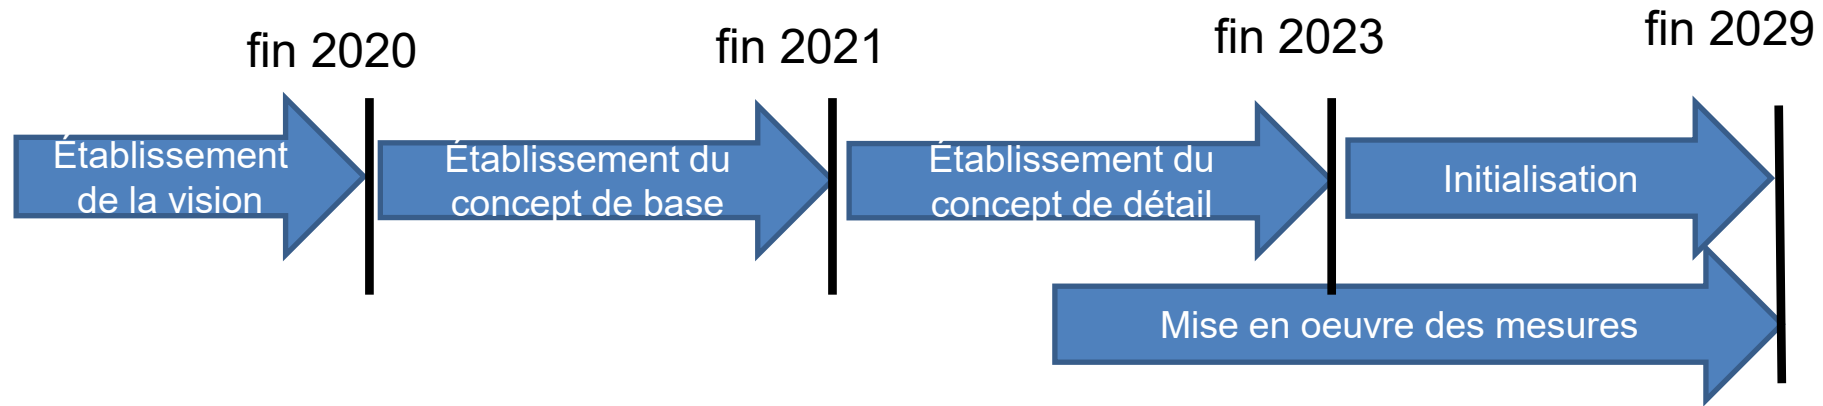 fin 2020
fin 2021
fin 2023
fin 2029
Établissement
de la vision
Établissement du
concept de base
Établissement du
concept de détail
Initialisation
Mise en oeuvre des mesures